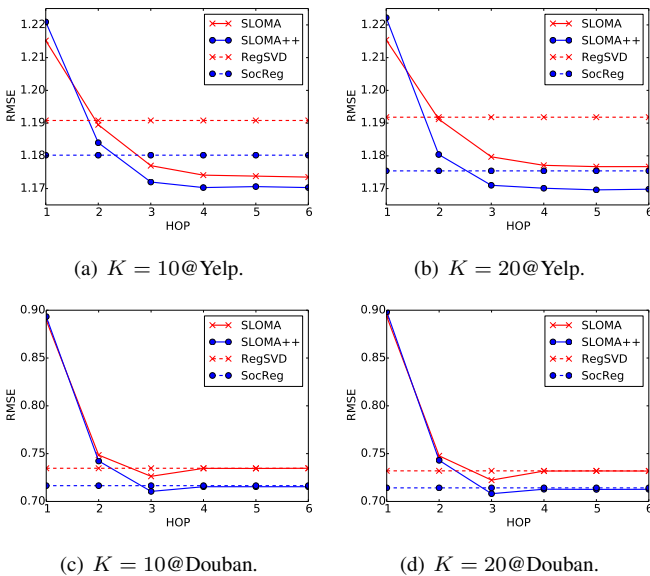 1.22
1.21
1.20
1.19
1.18
1.17
RMSE
1 2 3 4 5 6
HOP
SLOMA
SLOMA++
RegSVD
SocReg
(a) K = 10@Yelp.
1.22
1.21
1.20
1.19
1.18
1.17
RMSE
1 2 3 4 5 6
HOP
SLOMA
SLOMA++
RegSVD
SocReg
(b) K = 20@Yelp.
0.90
0.85
0.80
0.75
0.70
RMSE
1 2 3 4 5 6
HOP
SLOMA
SLOMA++
RegSVD
SocReg
(c) K = 10@Douban.
0.90
0.85
0.80
0.75
0.70
RMSE
1 2 3 4 5 6
HOP
SLOMA
SLOMA++
RegSVD
SocReg
(d) K = 20@Douban.